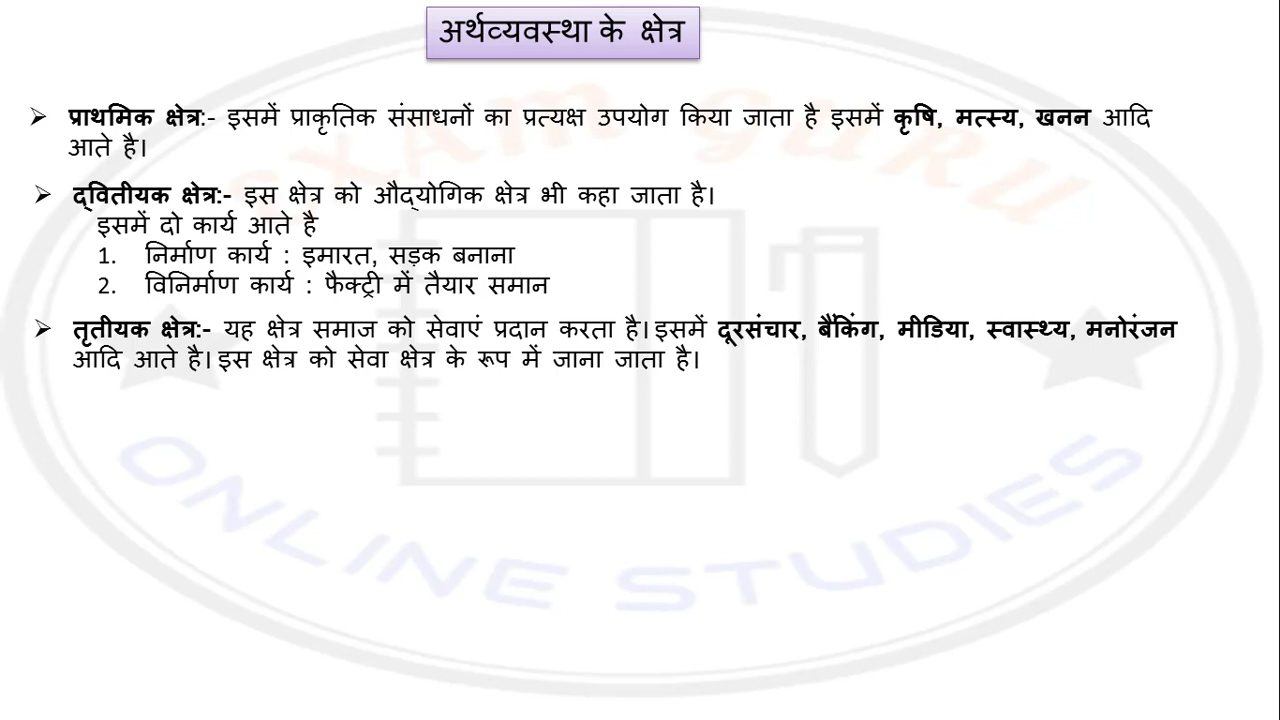 अर्थव्यवस्था के क्षेत्र
➢ प्राथमिक क्षेत्र:- इसमें प्राकृतिक संसाधनों का प्रत्यक्ष उपयोग किया जाता है इसमें कृषि, मत्स्य, खनन आदि
आते है।
➢ द्वितीयक क्षेत्र:- इस क्षेत्र को औद्योगिक क्षेत्र भी कहा जाता है।
इसमें दो कार्य आते है
1. निर्माण कार्य : इमारत, सड़क बनाना
2. विनिर्माण कार्य : फैक्ट्री में तैयार समान
➢ तृतीयक क्षेत्र:- यह क्षेत्र समाज को सेवाएं प्रदान करता है। इसमें दूरसंचार, बैंकिंग, मीडिया, स्वास्थ्य, मनोरंजन
आदि आते है। इस क्षेत्र को सेवा क्षेत्र के रूप में जाना जाता है।
EXAM GURU
ONLINE STUDIES